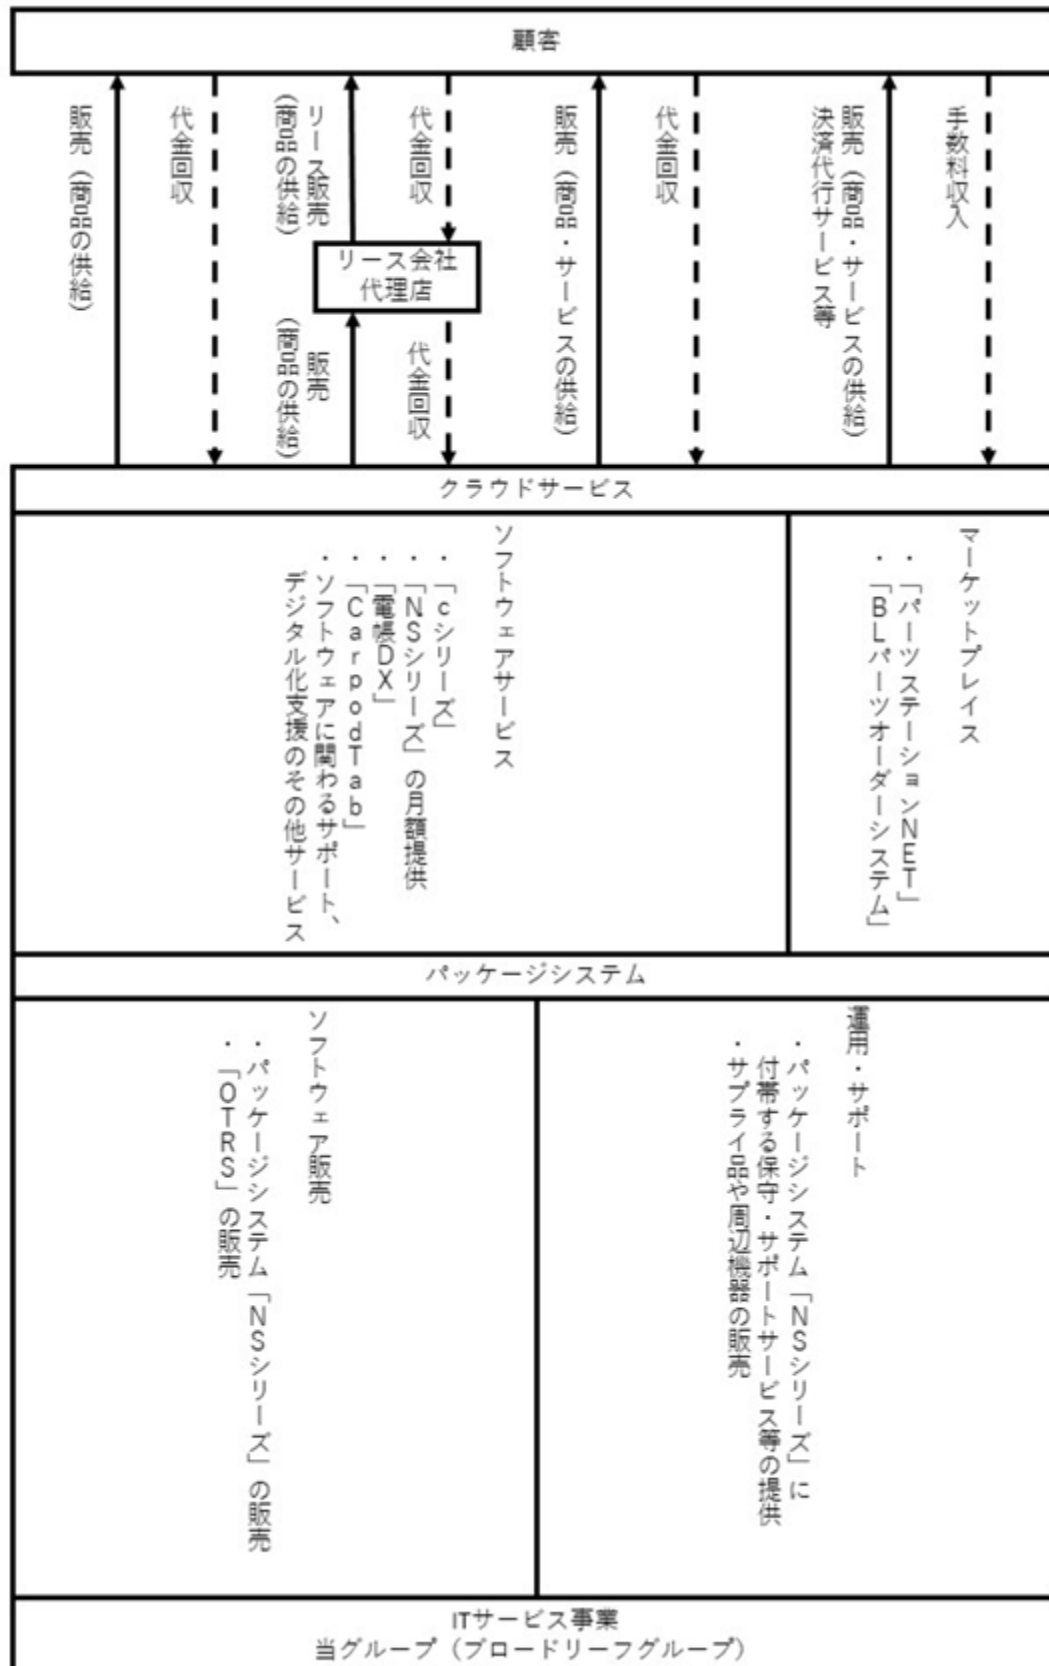 顧客
販売（商品の供給）
代金回収
リース販売
（商品の供給）
代金回収
リース会社
代理店
販売
（商品の供給）
代金回収
販売（商品・サービスの供給）
代金回収
販売（商品・サービスの供給）
決済代行サービス等
手数料収入
クラウドサービス
ソフトウェアサービス
・「cシリーズ」
・「NSシリーズ」の月額提供
・「電帳DX」
・「CarpodTab」
・ソフトウェアに関わるサポート、
デジタル化支援のその他サービス
マーケットプレイス
・「パーツステーションNET」
・「BLパーツオーダーシステム」
パッケージシステム
ソフトウェア販売
・パッケージシステム「NSシリーズ」の販売
・「OTRS」の販売
運用・サポート
・パッケージシステム「NSシリーズ」に
付帯する保守・サポートサービス等の提供
・サプライ品や周辺機器の販売
ITサービス事業
当グループ（ブロードリーフグループ）